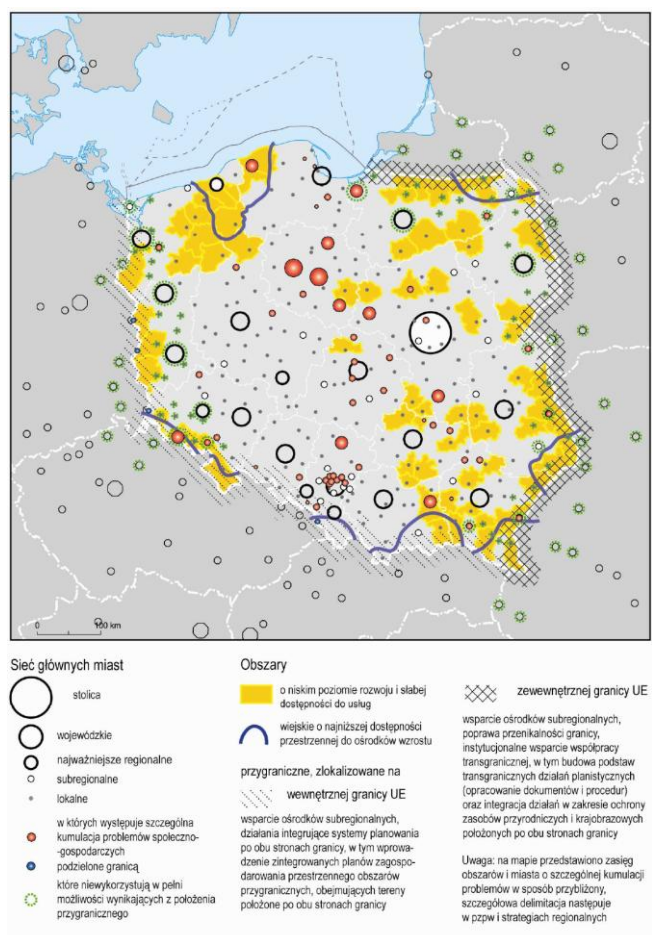 0 100 km
Sieć głównych miast
stolica
wojewódzkie
najważniejsze regionalne
subregionalne
lokalne
w których występuje szczególna
kumulacja problemów społeczno-
-gospodarczych
podzielone granicą
które niewykorzystują w pełni
możliwości wynikających z położenia
przygranicznego
Obszary
o niskim poziomie rozwoju i słabej
dostępności do usług
wiejskie o najniższej dostępności
przestrzennej do ośrodków wzrostu
przygraniczne, zlokalizowane na
wewnętrznej granicy UE
wsparcie ośrodków subregionalnych,
działania integrujące systemy planowania
po obu stronach granicy, w tym wprowa-
dzenie zintegrowanych planów zagospo-
darowania przestrzennego obszarów
przygranicznych, obejmujących tereny
położone po obu stronach granicy
zewewnętrznej granicy UE
wsparcie ośrodków subregionalnych,
poprawa przenikalności granicy,
instytucjonalne wsparcie współpracy
transgranicznej, w tym budowa podstaw
transgranicznych działań planistycznych
(opracowanie dokumentów i procedur)
oraz integracja działań w zakresie ochrony
zasobów przyrodniczych i krajobrazowych
położonych po obu stronach granicy
Uwaga: na mapie przedstawiono zasięg
obszarów i miasta o szczególnej kumulacji
problemów w sposób przybliżony,
szczegółowa delimitacja następuje
w pzpw i strategiach regionalnych